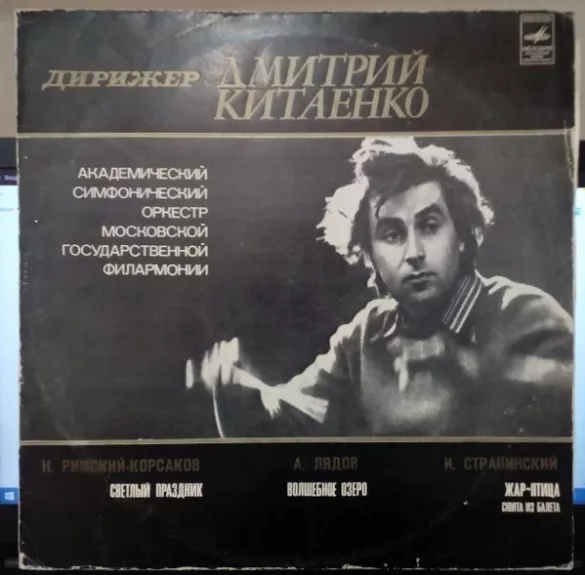 ДИРИЖЕР
ДМИТРИЙ
КИТАЕНКО
МЕЛОДИЯ
АКАДЕМИЧЕСКИЙ
СИМФОНИЧЕСКИЙ
ОРКЕСТР
МОСКОВСКОЙ
ГОСУДАРСТВЕННОЙ
ФИЛАРМОНИИ
Н. РИМСКИЙ-КОРСАКОВ
СВЕТЛЫЙ ПРАЗДНИК
А. ЛЯДОВ
ВОЛШЕБНОЕ ОЗЕРО
И. СТРАВИНСКИЙ
ЖАР-ПТИЦА
СЮИТА ИЗ БАЛЕТА